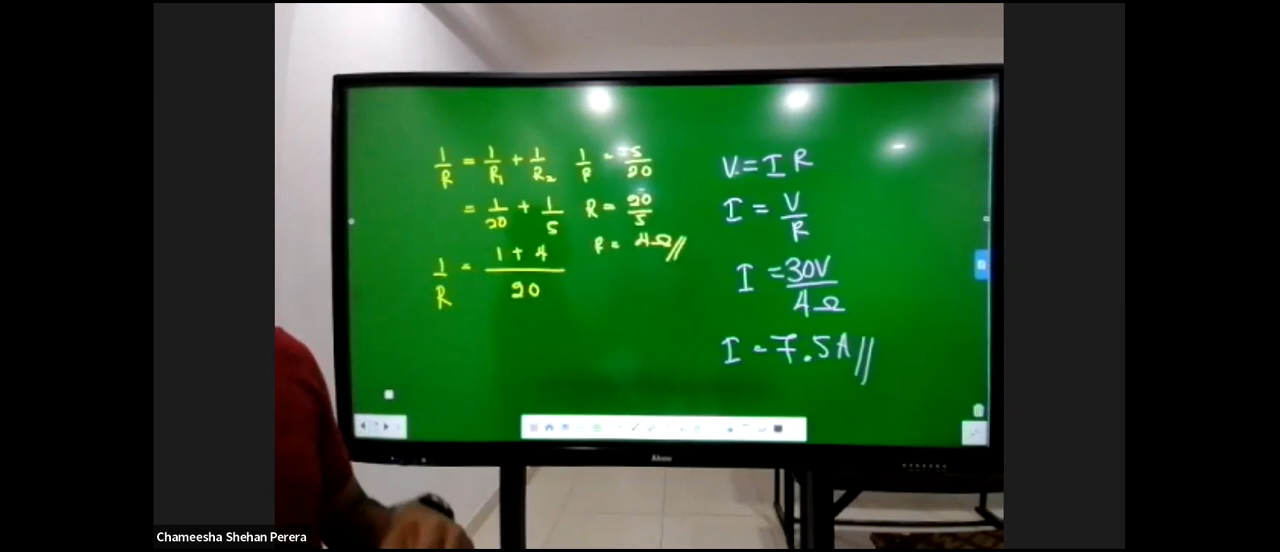 1/R = 1/R₁ + 1/R₂
= 1/20 + 1/5
1/R = 1 + 4 / 20
1/R = 5/20
R = 20/5
R = 4Ω//
V = I R
I = V/R
I = 30V/4Ω
I = 7.5A//
Chameesha Shehan Perera